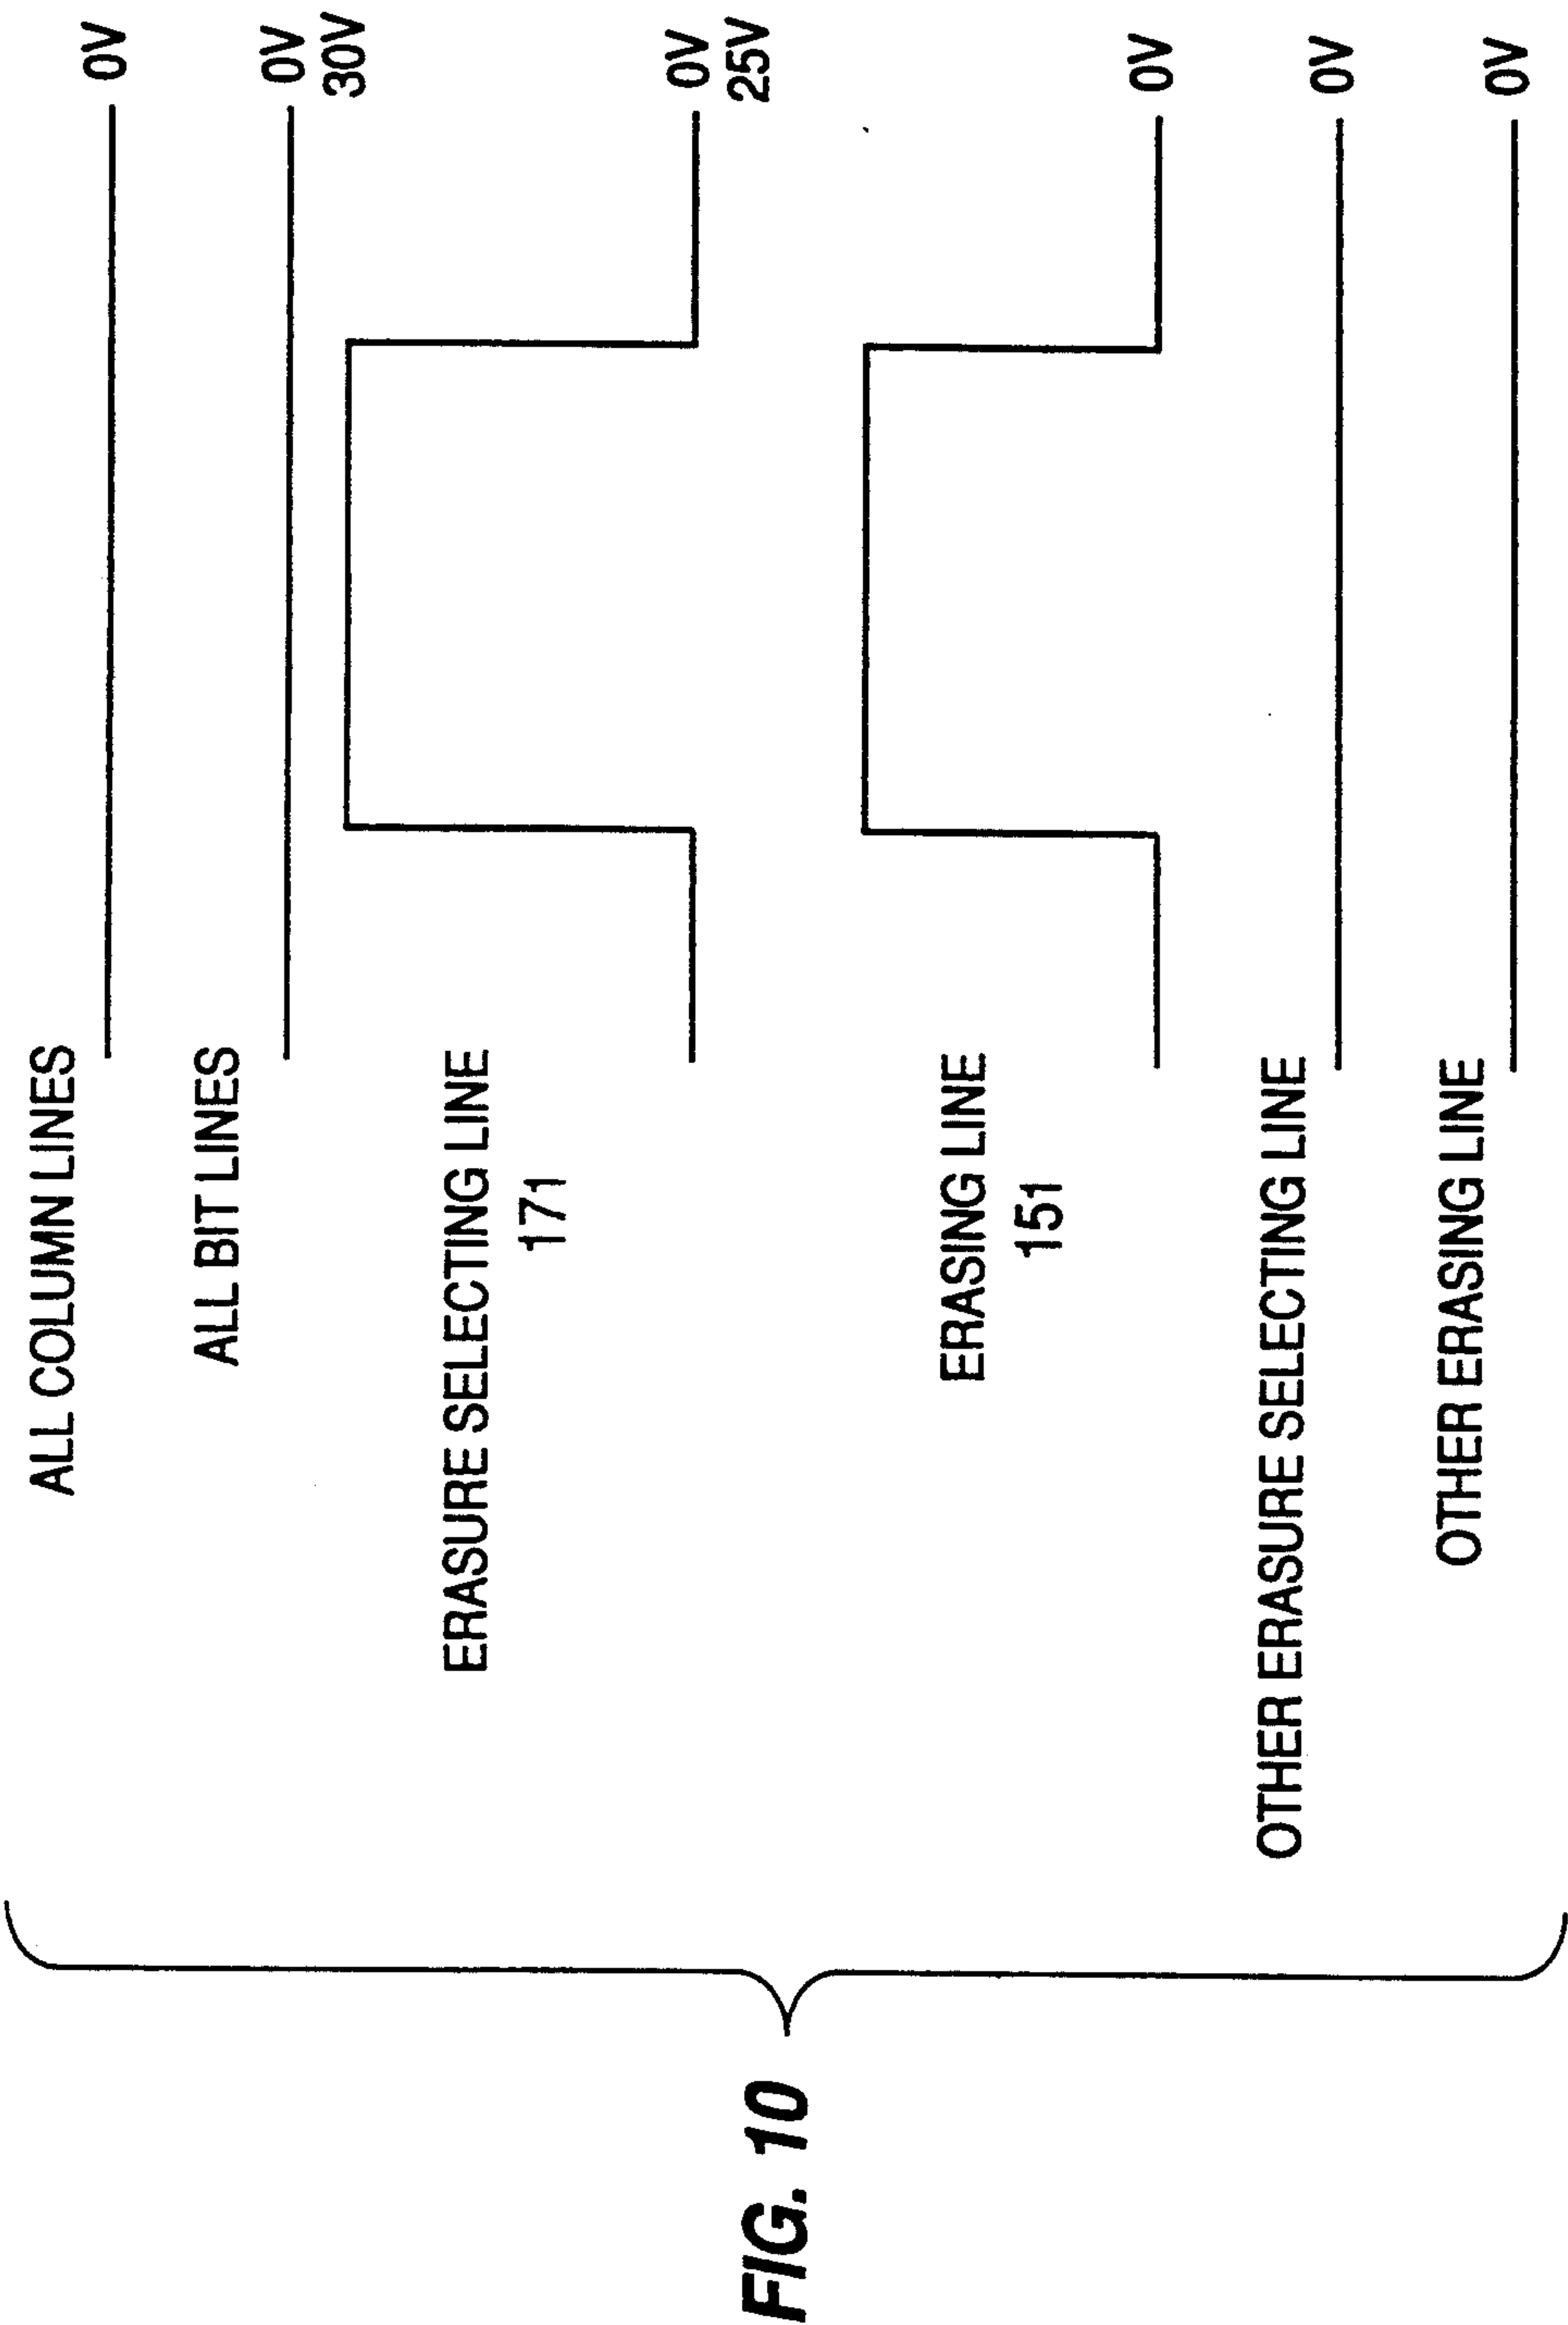 ALL COLUMN LINES
0V
ALL BIT LINES
0V
30V
ERASURE SELECTING LINE
171
0V
25V
ERASING LINE
151
0V
OTHER ERASURE SELECTING LINE
0V
OTHER ERASING LINE
0V
FIG. 10